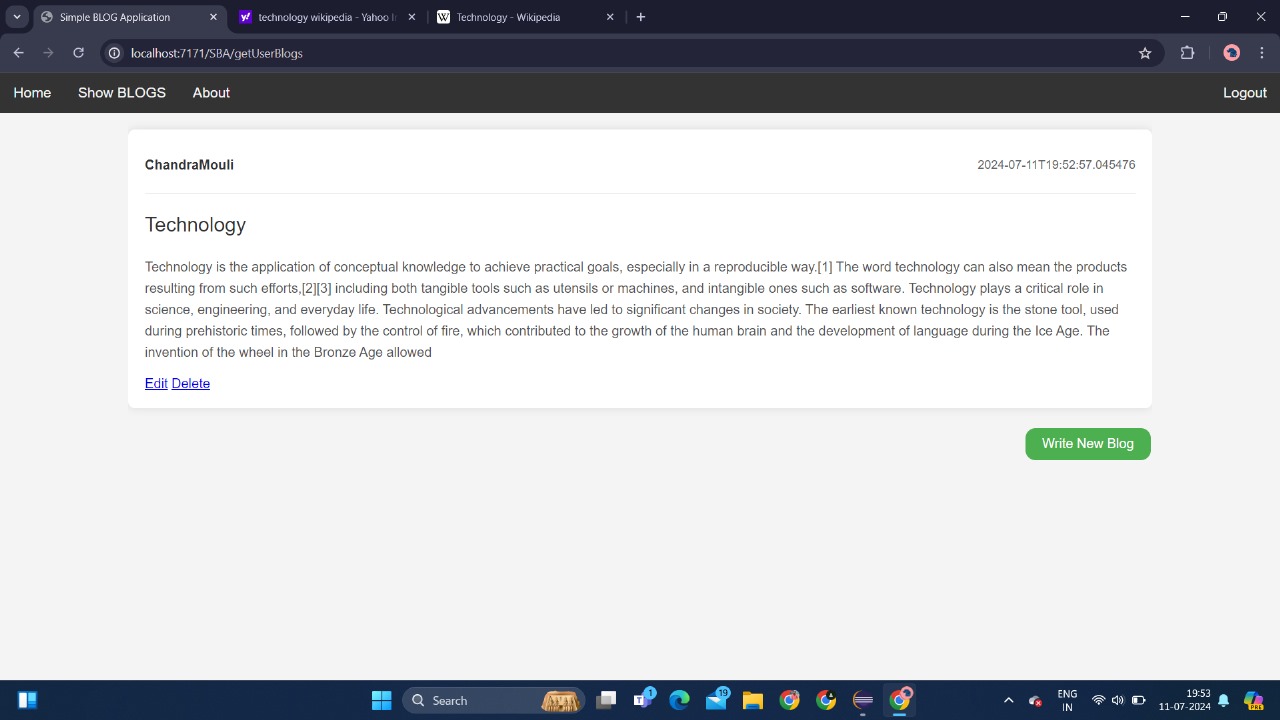 Simple BLOG Application
technology wikipedia - Yahoo I
Technology - Wikipedia
localhost:7171/SBA/getUserBlogs
Home Show BLOGS About Logout
ChandraMouli 2024-07-11T19:52:57.045476
Technology
Technology is the application of conceptual knowledge to achieve practical goals, especially in a reproducible way.[1] The word technology can also mean the products
resulting from such efforts,[2][3] including both tangible tools such as utensils or machines, and intangible ones such as software. Technology plays a critical role in
science, engineering, and everyday life. Technological advancements have led to significant changes in society. The earliest known technology is the stone tool, used
during prehistoric times, followed by the control of fire, which contributed to the growth of the human brain and the development of language during the Ice Age. The
invention of the wheel in the Bronze Age allowed
Edit Delete
Write New Blog
Search
1
19
ENG
IN
19:53
11-07-2024
PRE